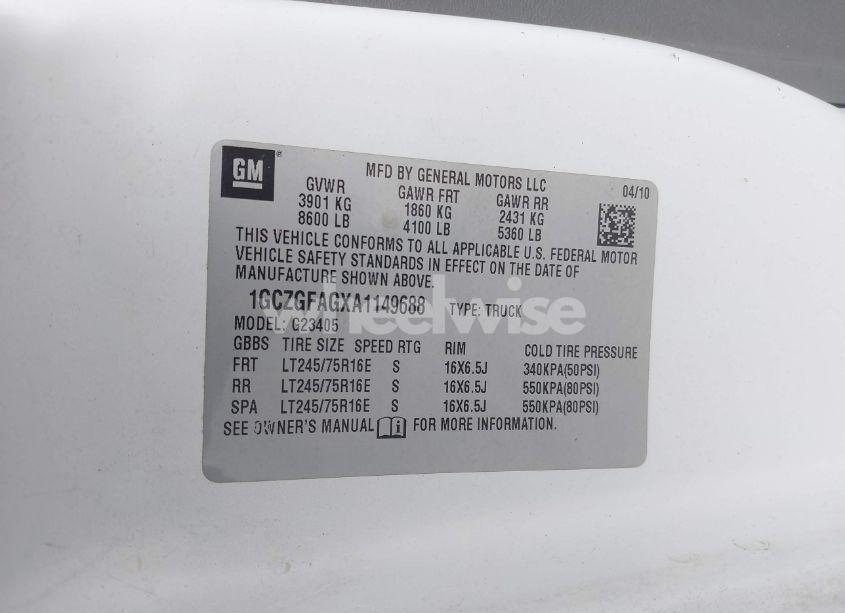 GM ®
MFD BY GENERAL MOTORS LLC 04/10
GVWR GAWR FRT GAWR RR
3901 KG 1860 KG 2431 KG
8600 LB 4100 LB 5360 LB
THIS VEHICLE CONFORMS TO ALL APPLICABLE U.S. FEDERAL MOTOR
VEHICLE SAFETY STANDARDS IN EFFECT ON THE DATE OF
MANUFACTURE SHOWN ABOVE.
1GCZGFAGXA1149688 TYPE: TRUCK
wheelwise
MODEL: G23405
GBBS TIRE SIZE SPEED RTG RIM COLD TIRE PRESSURE
FRT LT245/75R16E S 16X6.5J 340KPA(50PSI)
RR LT245/75R16E S 16X6.5J 550KPA(80PSI)
SPA LT245/75R16E S 16X6.5J 550KPA(80PSI)
SEE OWNER'S MANUAL i FOR MORE INFORMATION.